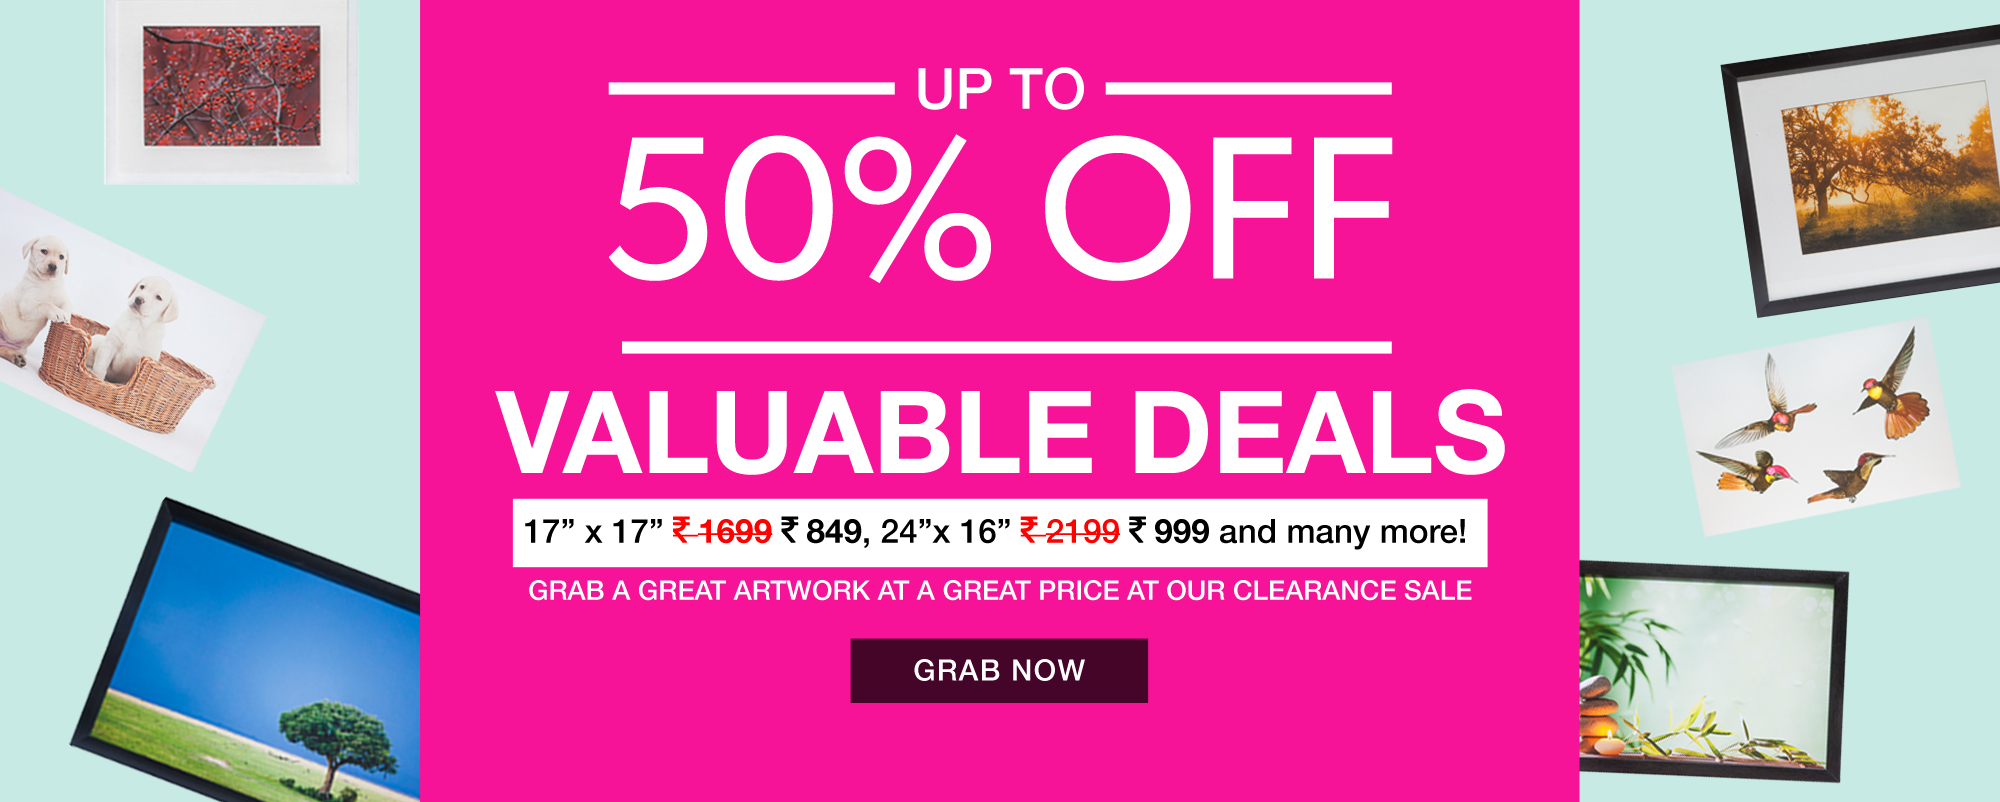 UP TO
50% OFF
VALUABLE DEALS
17” x 17” ₹ 1699 ₹ 849, 24”x 16” ₹ 2199 ₹ 999 and many more!
GRAB A GREAT ARTWORK AT A GREAT PRICE AT OUR CLEARANCE SALE
GRAB NOW